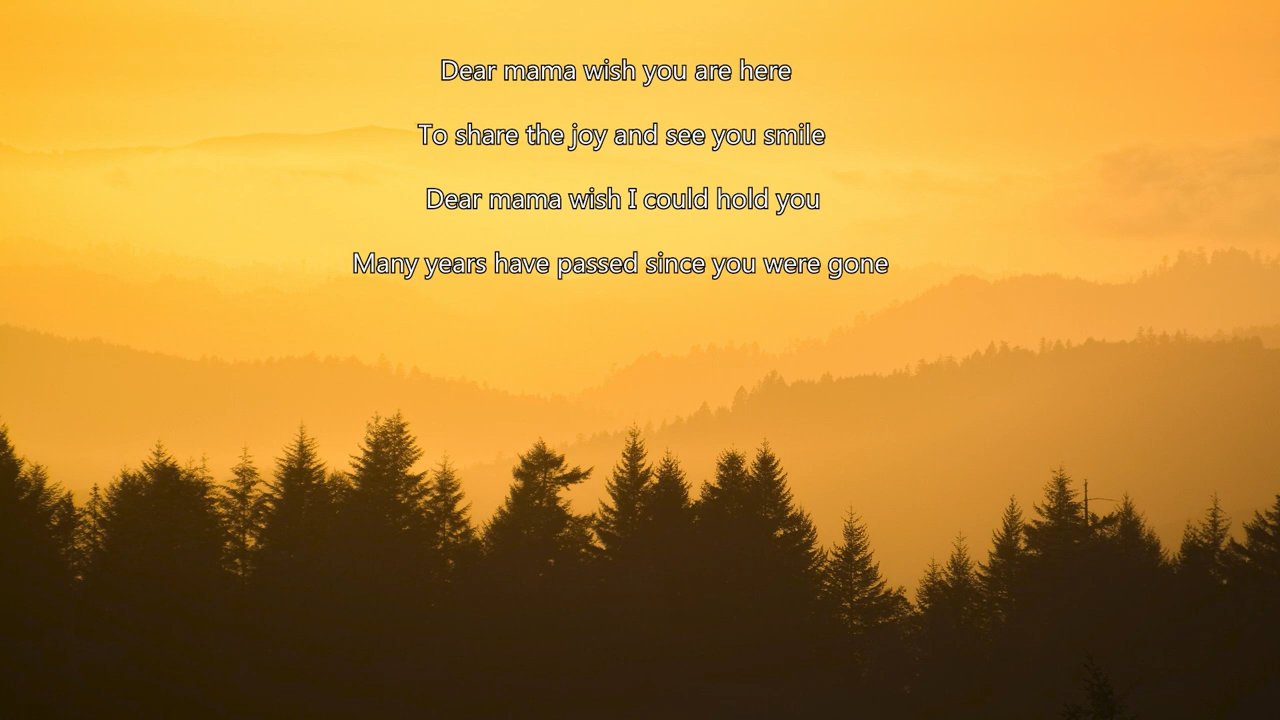 Dear mama wish you are here
To share the joy and see you smile
Dear mama wish I could hold you
Many years have passed since you were gone